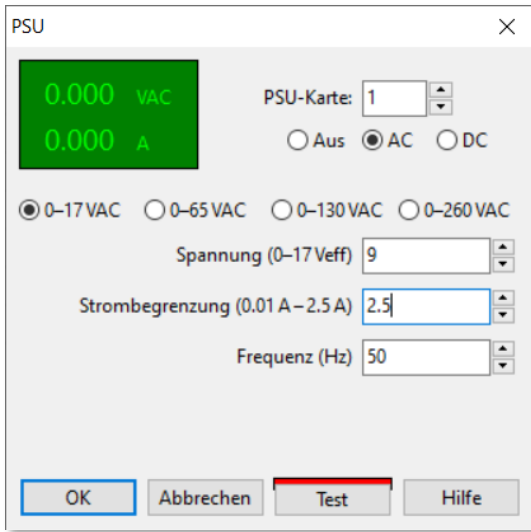 PSU
0.000 VAC
0.000 A
PSU-Karte: 1
Aus AC DC
0–17 VAC 0–65 VAC 0–130 VAC 0–260 VAC
Spannung (0–17 Veff) 9
Strombegrenzung (0.01 A – 2.5 A) 2.5
Frequenz (Hz) 50
OK Abbrechen Test Hilfe